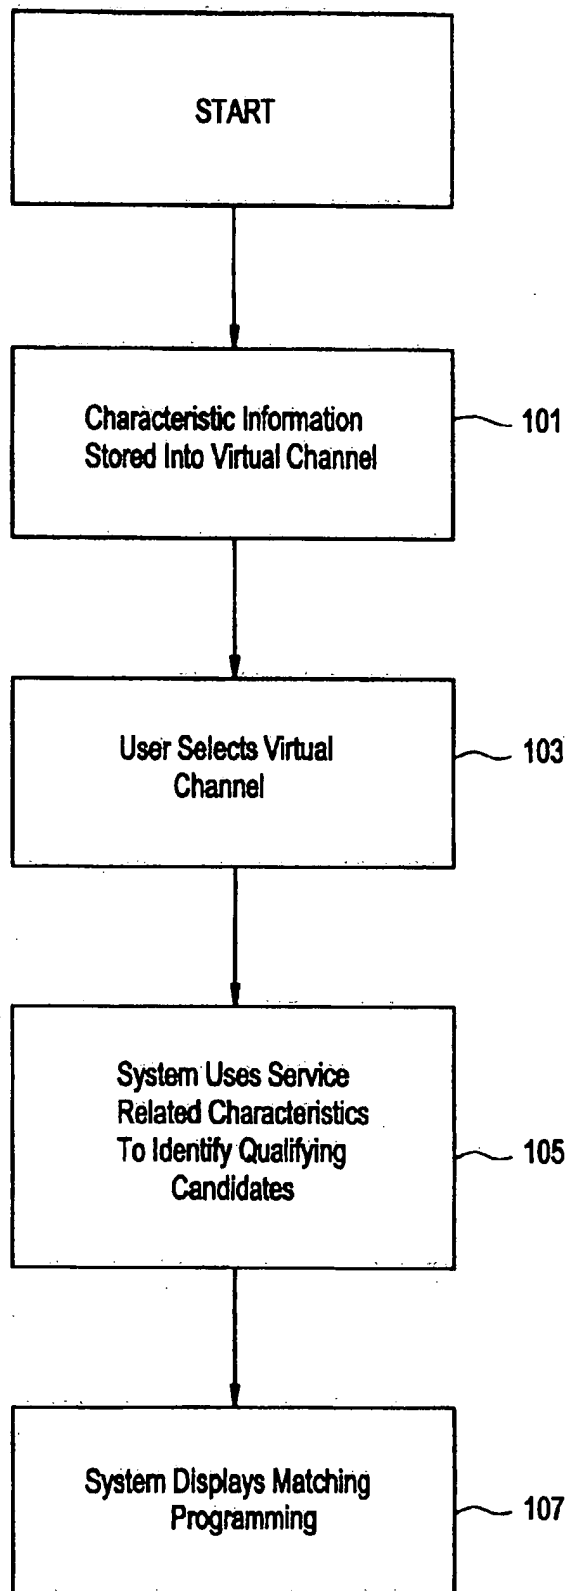 START
Characteristic Information
Stored Into Virtual Channel
101
User Selects Virtual
Channel
103
System Uses Service
Related Characteristics
To Identify Qualifying
Candidates
105
System Displays Matching
Programming
107